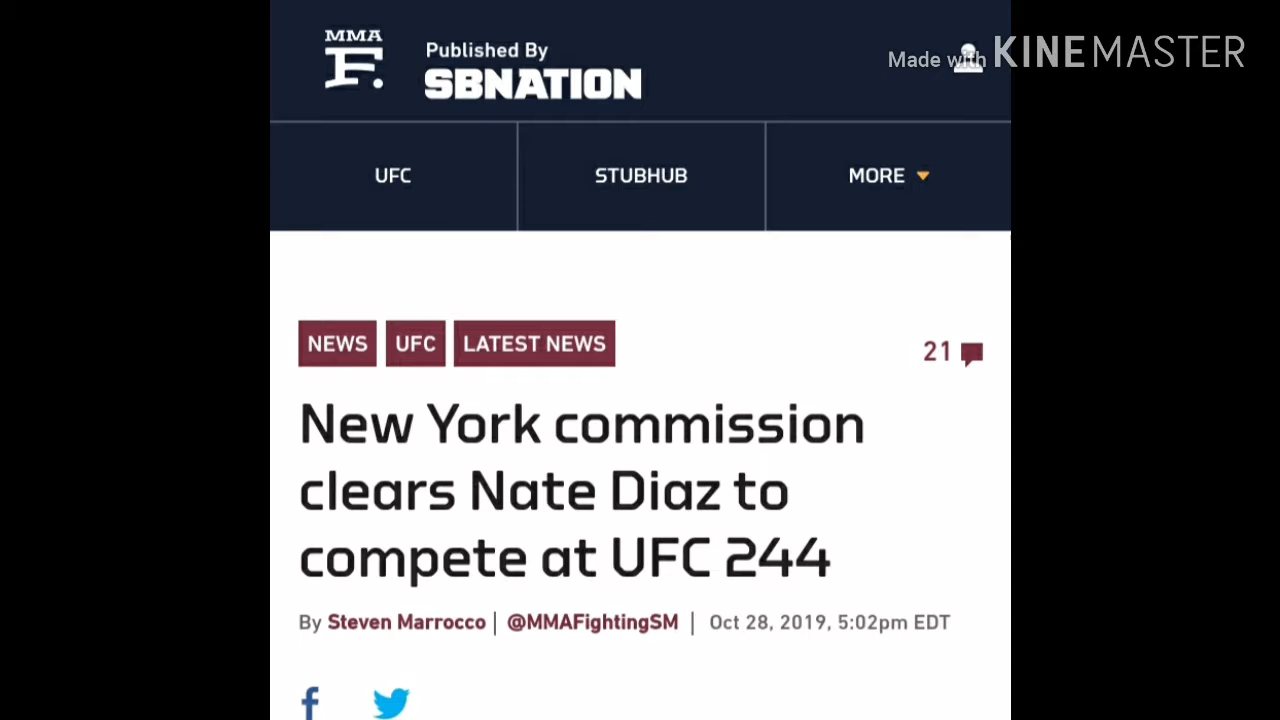 MMA
F.
Published By
SBNATION
Made with KINEMASTER
UFC
STUBHUB
MORE
NEWS
UFC
LATEST NEWS
21
New York commission
clears Nate Diaz to
compete at UFC 244
By Steven Marrocco | @MMAFightingSM | Oct 28, 2019, 5:02pm EDT